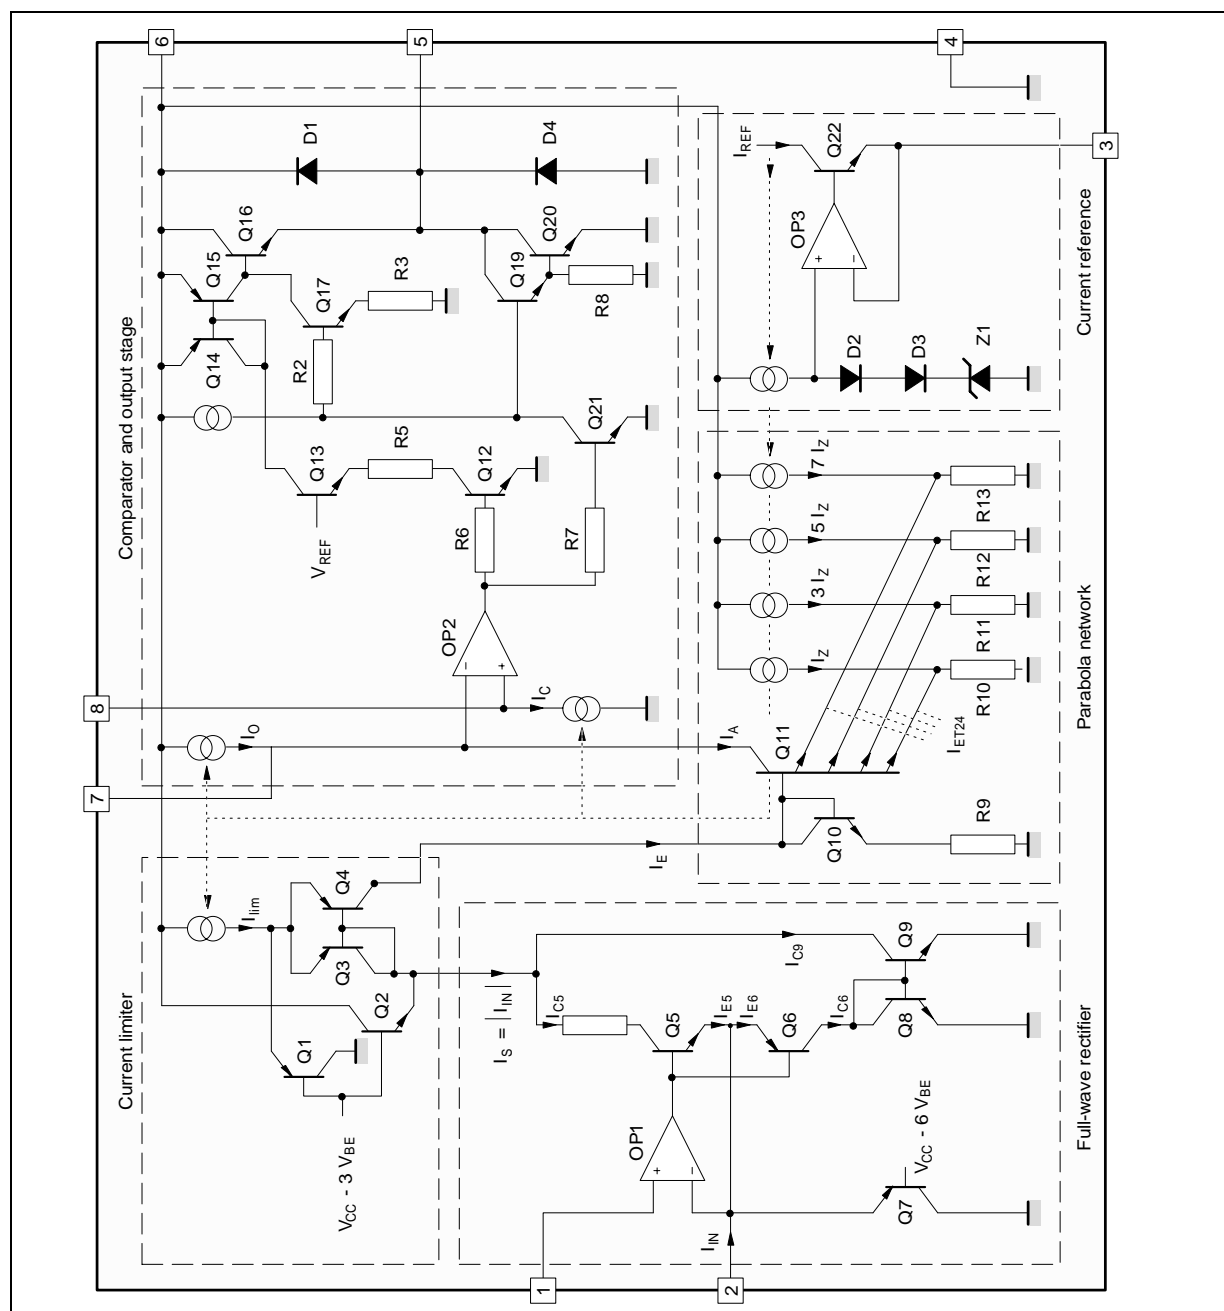 6
5
4
Comparator and output stage
D1
D4
Q16
Q15
Q14
Q17
R3
R2
Q19
Q20
R8
Q13
R5
Q12
Q21
V_REF
R6
R7
OP2
8
I_C
I_O
I_A
7
I_REF
Q22
OP3
3
D2
D3
Z1
Current reference
7 I_Z
5 I_Z
3 I_Z
I_Z
R13
R12
R11
R10
Parabola network
Q11
I_ET24
Q10
R9
I_E
Current limiter
I_lim
Q4
Q3
Q2
Q1
V_CC - 3 V_BE
I_S = |I_IN|
I_C9
I_C5
Q5
I_E5
I_E6
Q6
I_C6
Q9
Q8
OP1
V_CC - 6 V_BE
Q7
I_IN
1
2
Full-wave rectifier
+
−
+
−
+
−